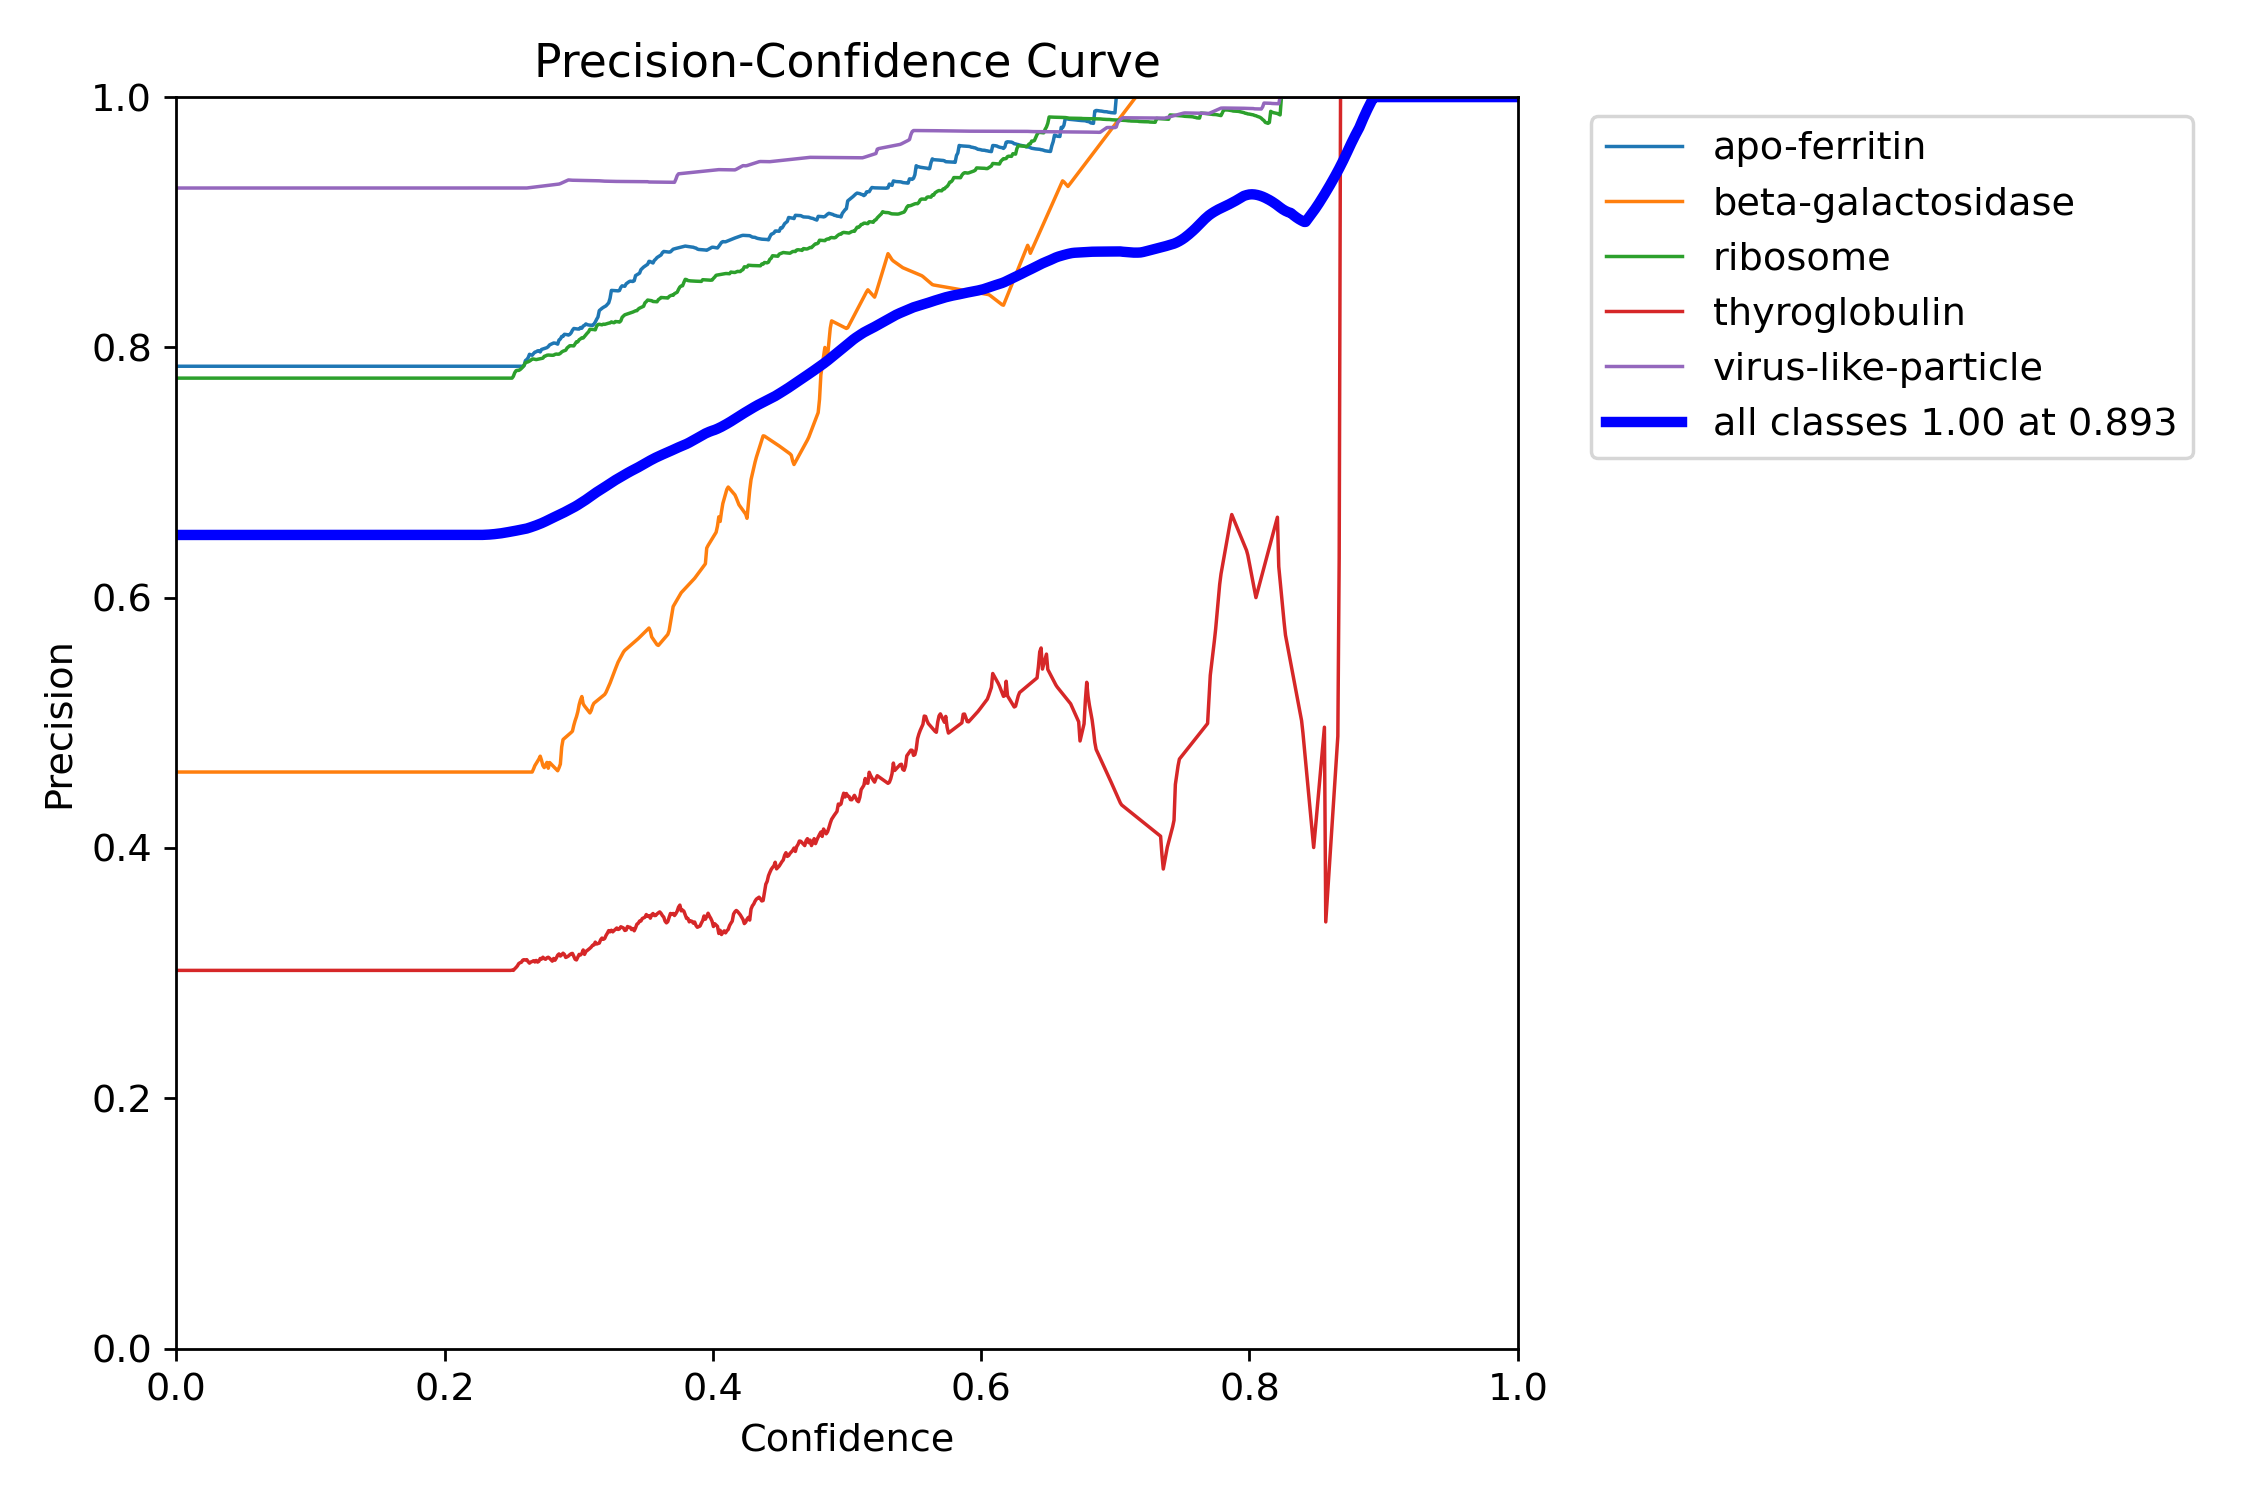 Precision-Confidence Curve
1.0
0.8
0.6
0.4
0.2
0.0
Precision
0.0 0.2 0.4 0.6 0.8 1.0
Confidence
apo-ferritin
beta-galactosidase
ribosome
thyroglobulin
virus-like-particle
all classes 1.00 at 0.893